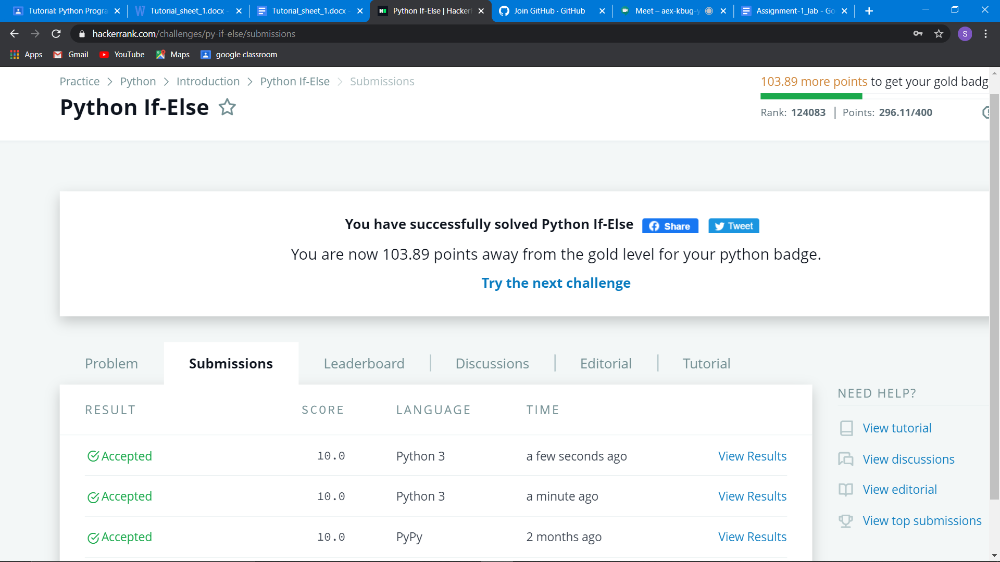 Tutorial: Python Progra
Tutorial_sheet_1.docx -
Tutorial_sheet_1.docx -
Python If-Else | Hacker
Join GitHub · GitHub
Meet – aex-kbug-y
Assignment-1_lab - Go
hackerrank.com/challenges/py-if-else/submissions
S
Apps
Gmail
YouTube
Maps
google classroom
Practice > Python > Introduction > Python If-Else > Submissions
103.89 more points to get your gold badg
Python If-Else
Rank: 124083 | Points: 296.11/400
You have successfully solved Python If-Else
Share
Tweet
You are now 103.89 points away from the gold level for your python badge.
Try the next challenge
Problem
Submissions
Leaderboard
Discussions
Editorial
Tutorial
RESULT SCORE LANGUAGE TIME
Accepted 10.0 Python 3 a few seconds ago View Results
Accepted 10.0 Python 3 a minute ago View Results
Accepted 10.0 PyPy 2 months ago View Results
NEED HELP?
View tutorial
View discussions
View editorial
View top submissions